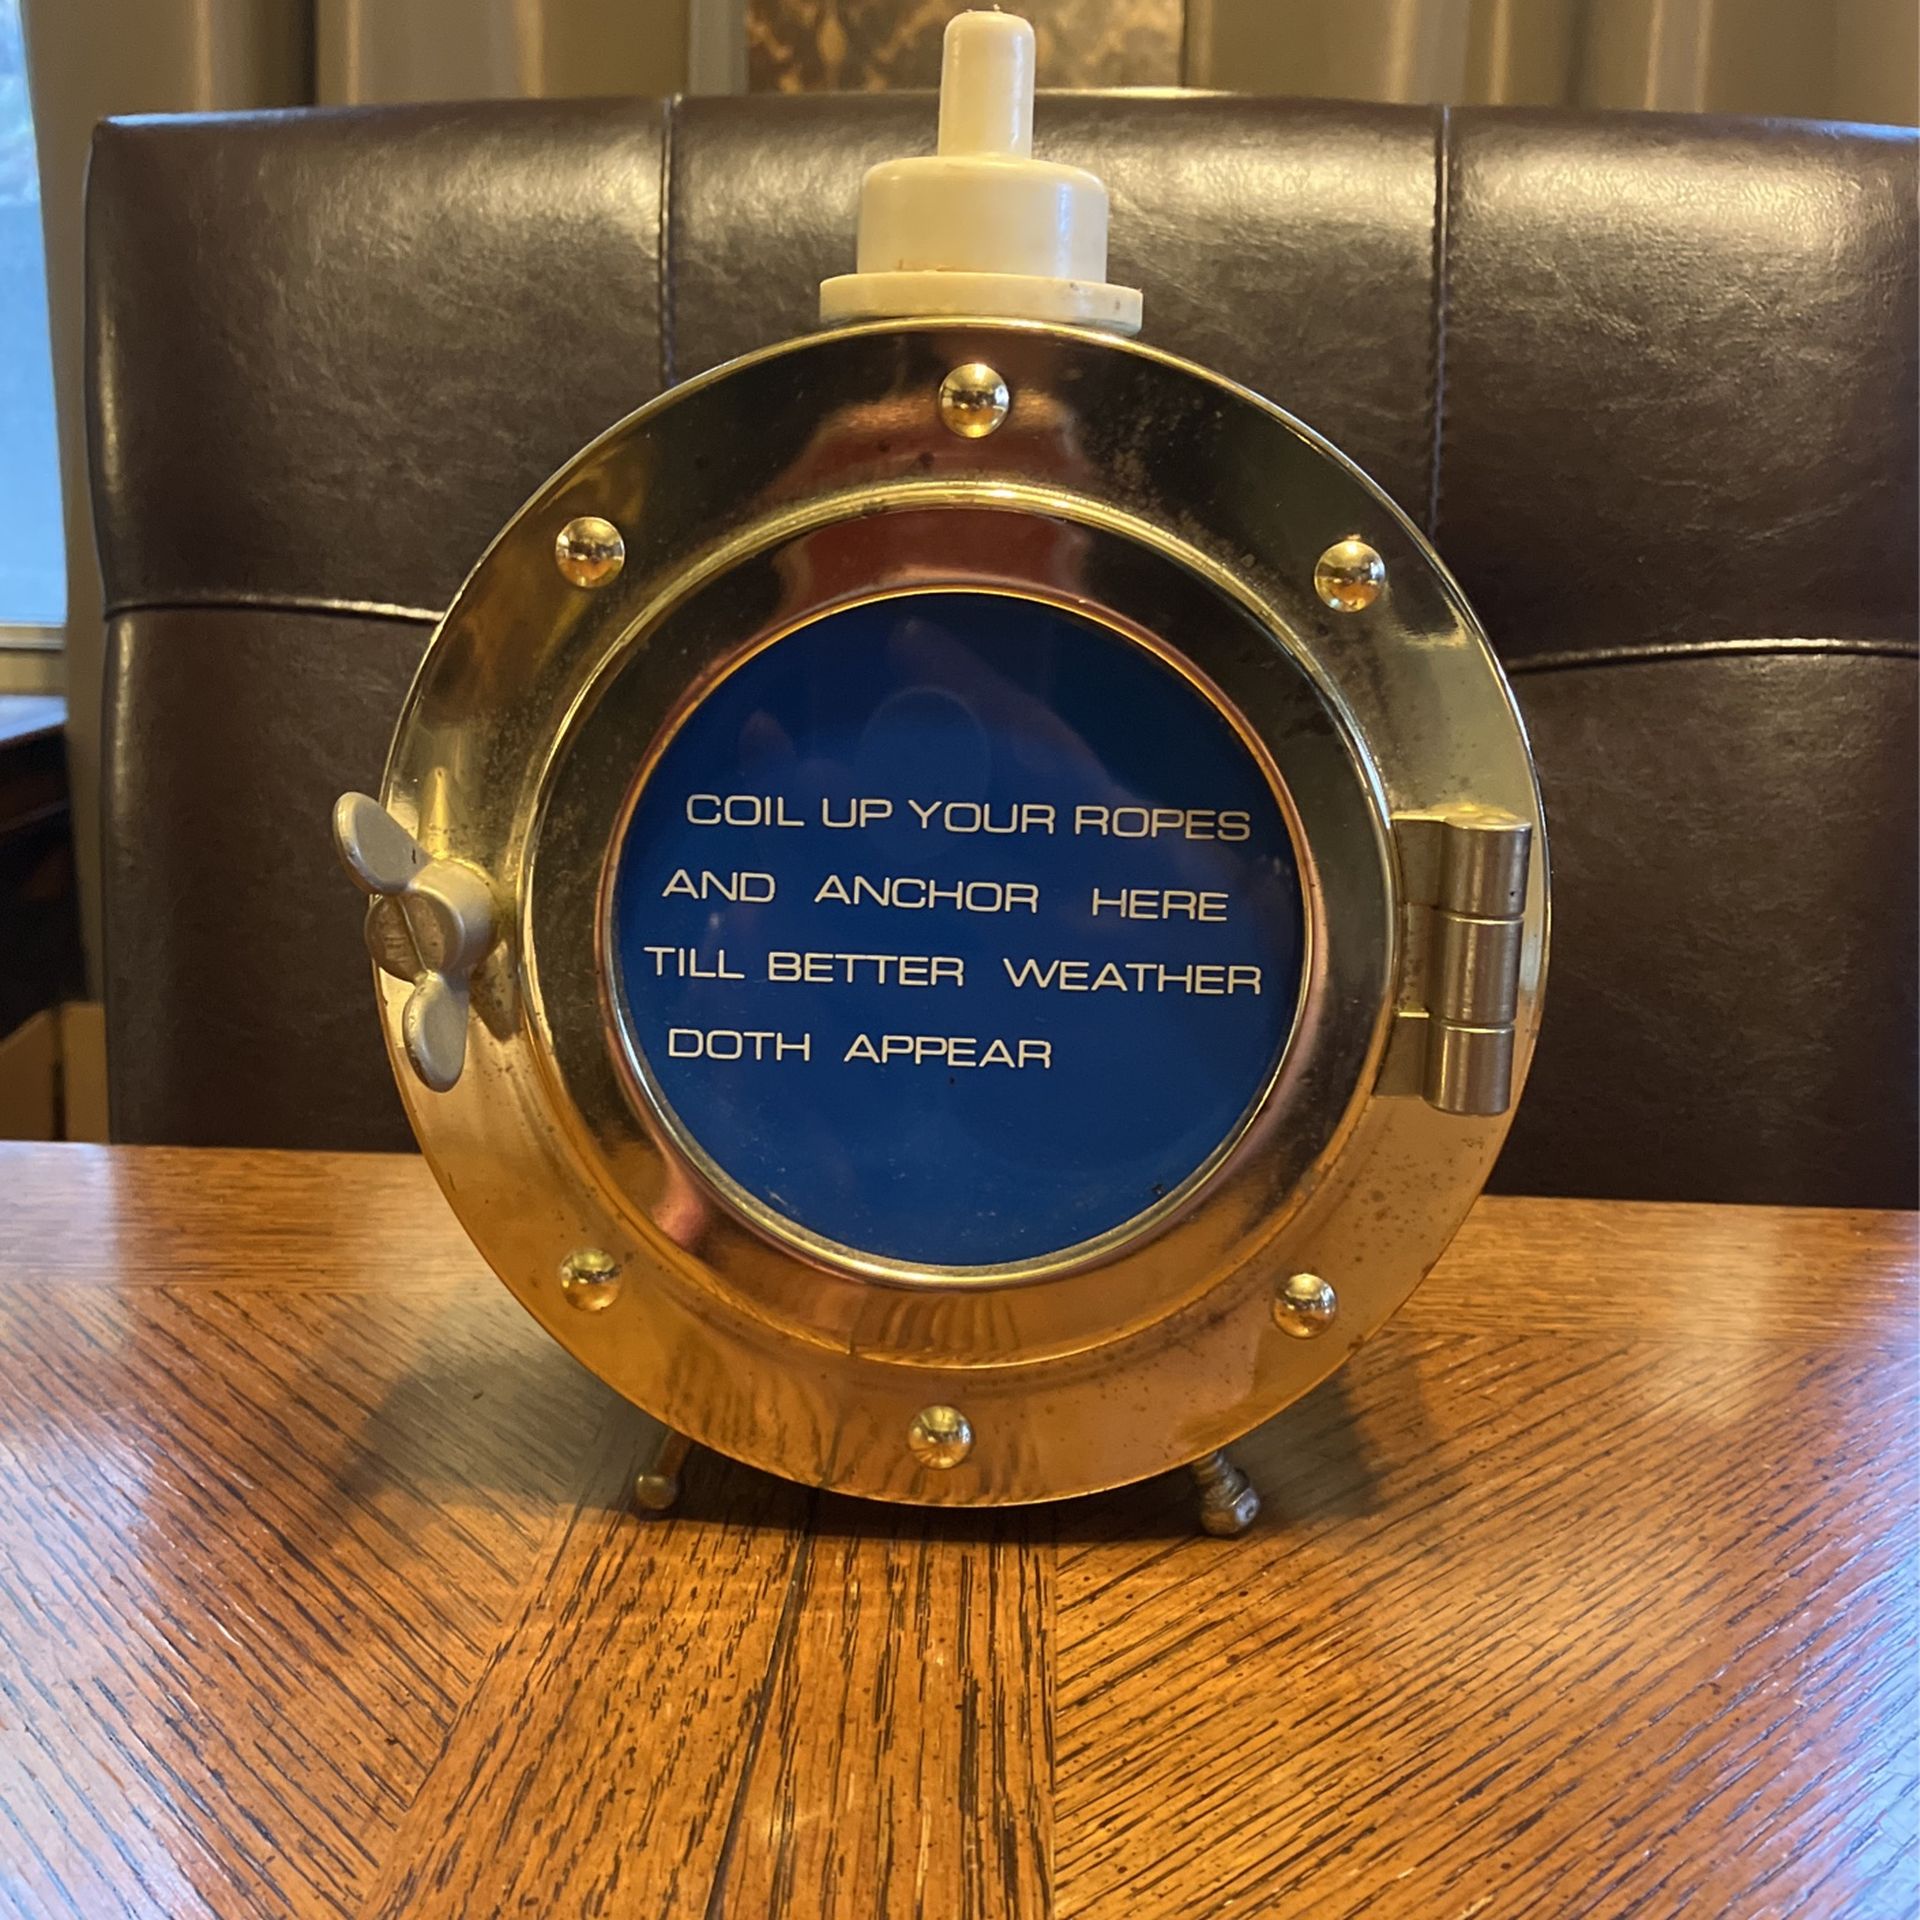 COIL UP YOUR ROPES
AND ANCHOR HERE
TILL BETTER WEATHER
DOTH APPEAR